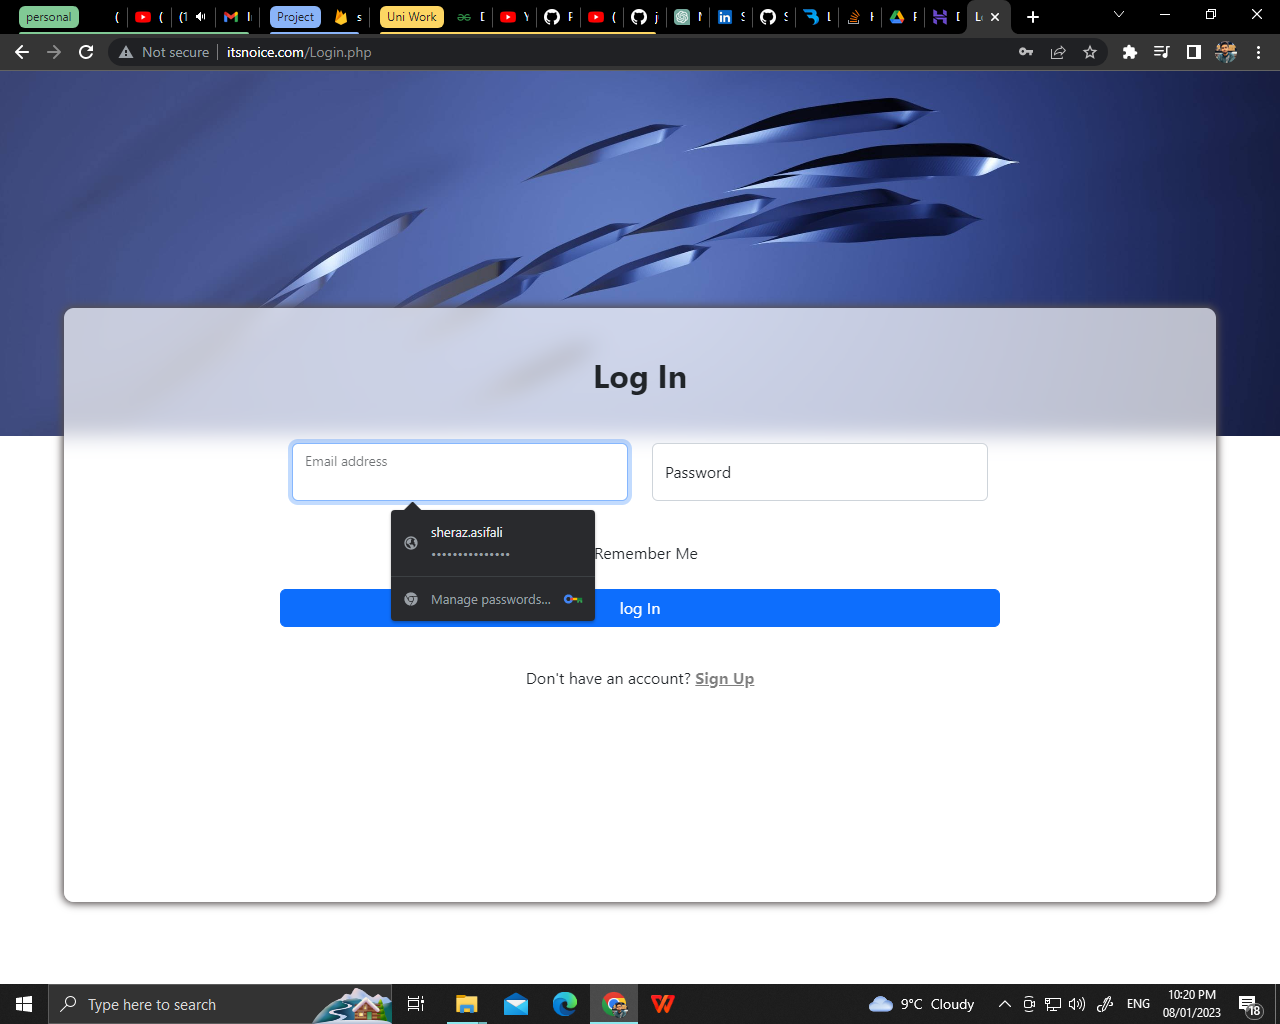 personal
Project
Uni Work
Not secure
itsnoice.com/Login.php
Log In
Email address
Password
sheraz.asifali
•••••••••••••••
Remember Me
Manage passwords...
log In
Don't have an account? Sign Up
Type here to search
9°C Cloudy
ENG
10:20 PM
08/01/2023
18